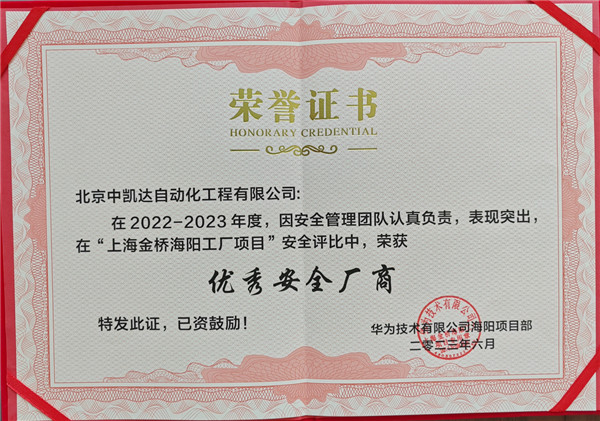 荣誉证书
HONORARY CREDENTIAL
北京中凯达自动化工程有限公司:
在2022-2023年度，因安全管理团队认真负责，表现突出，
在“上海金桥海阳工厂项目”安全评比中，荣获
优秀安全厂商
特发此证，已资鼓励！
华为技术有限公司海阳项目部
二〇二三年六月